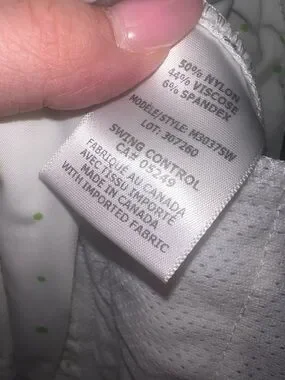 50% NYLON
44% VISCOSE
6% SPANDEX
MODÈLE/STYLE: M3037SW
LOT: 307260
SWING CONTROL
CA# 05249
FABRIQUÉ AU CANADA
AVEC TISSU IMPORTÉ
MADE IN CANADA
WITH IMPORTED FABRIC